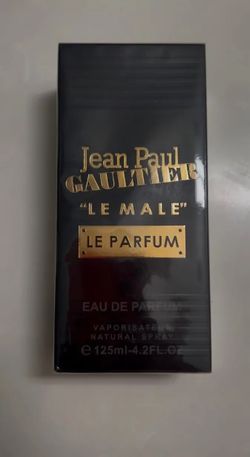 Jean Paul
GAULTIER
"LE MALE"
LE PARFUM
EAU DE PARFUM
VAPORISATEUR
NATURAL SPRAY
℮125ml-4.2FL.OZ